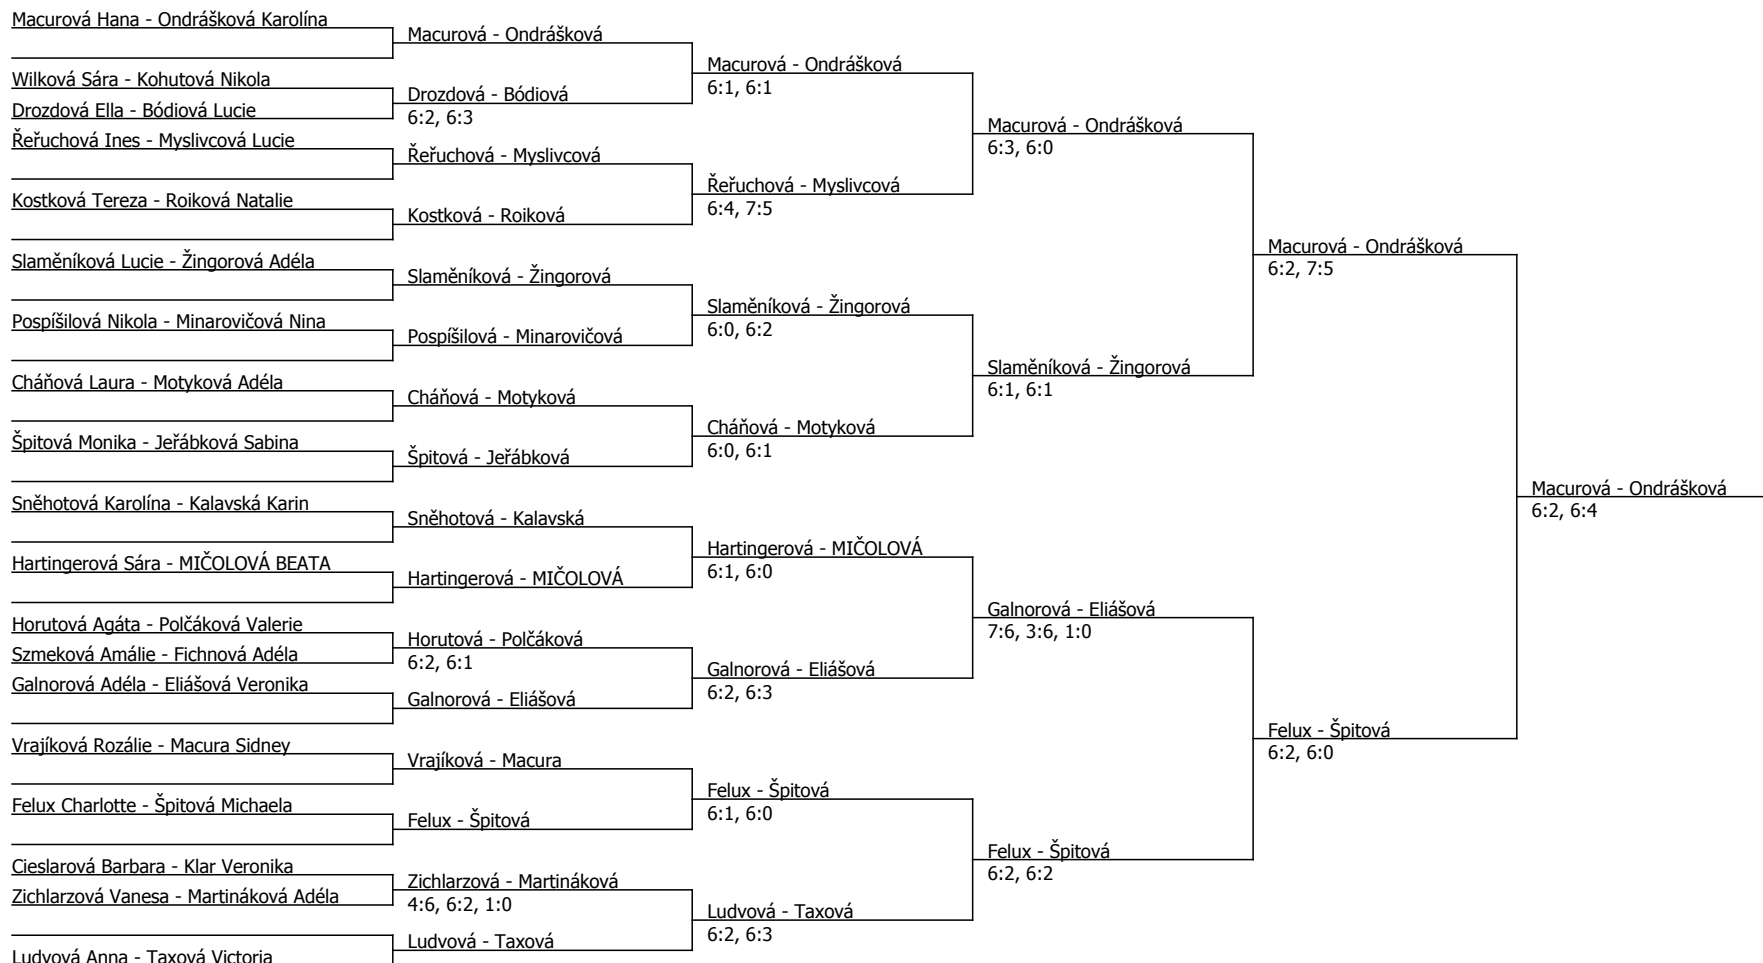 Macurová Hana - Ondrášková Karolína
Wilková Sára - Kohutová Nikola
Drozdová Ella - Bódiová Lucie
Řeřuchová Ines - Myslivcová Lucie
Kostková Tereza - Roiková Natalie
Slaměníková Lucie - Žingorová Adéla
Pospíšilová Nikola - Minarovičová Nina
Cháňová Laura - Motyková Adéla
Špitová Monika - Jeřábková Sabina
Sněhotová Karolína - Kalavská Karin
Hartingerová Sára - MIČOLOVÁ BEATA
Horutová Agáta - Polčáková Valerie
Szmeková Amálie - Fichnová Adéla
Galnorová Adéla - Eliášová Veronika
Vrajíková Rozálie - Macura Sidney
Felux Charlotte - Špitová Michaela
Cieslarová Barbara - Klar Veronika
Zichlarzová Vanesa - Martináková Adéla
Ludvová Anna - Taxová Victoria
Macurová - Ondrášková
Drozdová - Bódiová
6:2, 6:3
Řeřuchová - Myslivcová
Kostková - Roiková
Slaměníková - Žingorová
Pospíšilová - Minarovičová
Cháňová - Motyková
Špitová - Jeřábková
Sněhotová - Kalavská
Hartingerová - MIČOLOVÁ
Horutová - Polčáková
6:2, 6:1
Galnorová - Eliášová
Vrajíková - Macura
Felux - Špitová
Zichlarzová - Martináková
4:6, 6:2, 1:0
Ludvová - Taxová
Macurová - Ondrášková
6:1, 6:1
Řeřuchová - Myslivcová
6:4, 7:5
Slaměníková - Žingorová
6:0, 6:2
Cháňová - Motyková
6:0, 6:1
Hartingerová - MIČOLOVÁ
6:1, 6:0
Galnorová - Eliášová
6:2, 6:3
Felux - Špitová
6:1, 6:0
Ludvová - Taxová
6:2, 6:3
Macurová - Ondrášková
6:3, 6:0
Slaměníková - Žingorová
6:1, 6:1
Galnorová - Eliášová
7:6, 3:6, 1:0
Felux - Špitová
6:2, 6:2
Macurová - Ondrášková
6:2, 7:5
Felux - Špitová
6:2, 6:0
Macurová - Ondrášková
6:2, 6:4